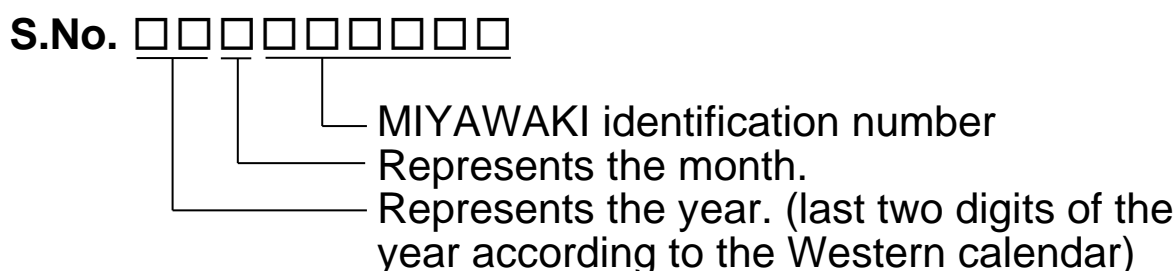 S.No. □□□□□□□□□
MIYAWAKI identification number
Represents the month.
Represents the year. (last two digits of the
year according to the Western calendar)